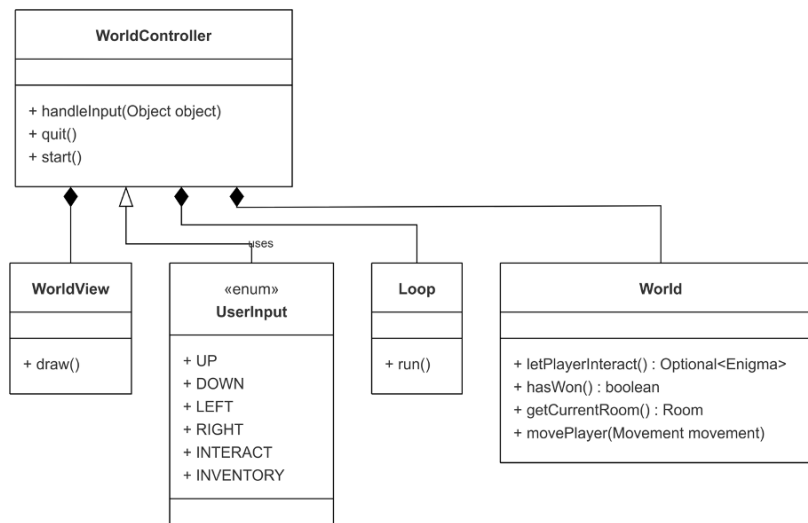 WorldController
+ handleInput(Object object)
+ quit()
+ start()
uses
WorldView
+ draw()
«enum»
UserInput
+ UP
+ DOWN
+ LEFT
+ RIGHT
+ INTERACT
+ INVENTORY
Loop
+ run()
World
+ letPlayerInteract() : Optional<Enigma>
+ hasWon() : boolean
+ getCurrentRoom() : Room
+ movePlayer(Movement movement)